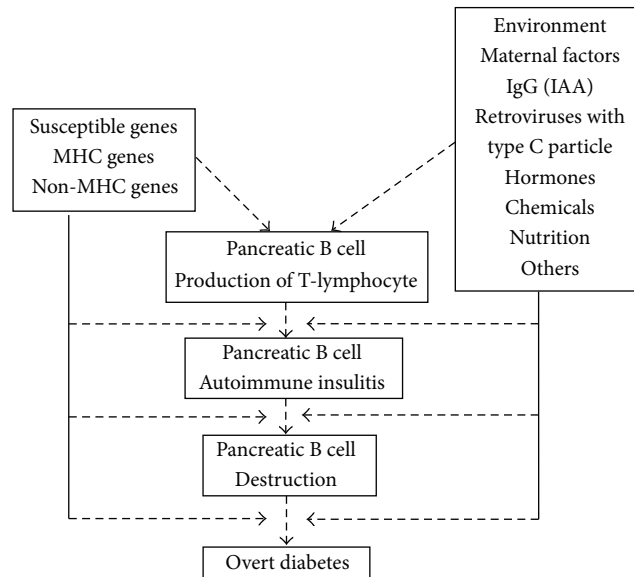 Susceptible genes
MHC genes
Non-MHC genes
Environment
Maternal factors
IgG (IAA)
Retroviruses with
type C particle
Hormones
Chemicals
Nutrition
Others
Pancreatic B cell
Production of T-lymphocyte
Pancreatic B cell
Autoimmune insulitis
Pancreatic B cell
Destruction
Overt diabetes